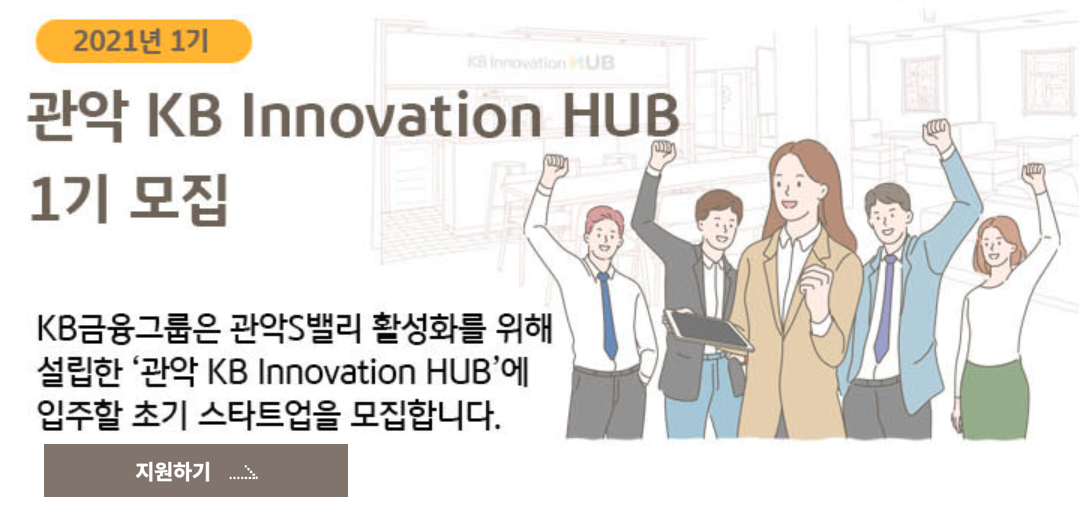 2021년 1기
KB Innovation HUB
관악 KB Innovation HUB
1기 모집
KB금융그룹은 관악S밸리 활성화를 위해
설립한 ‘관악 KB Innovation HUB’에
입주할 초기 스타트업을 모집합니다.
지원하기